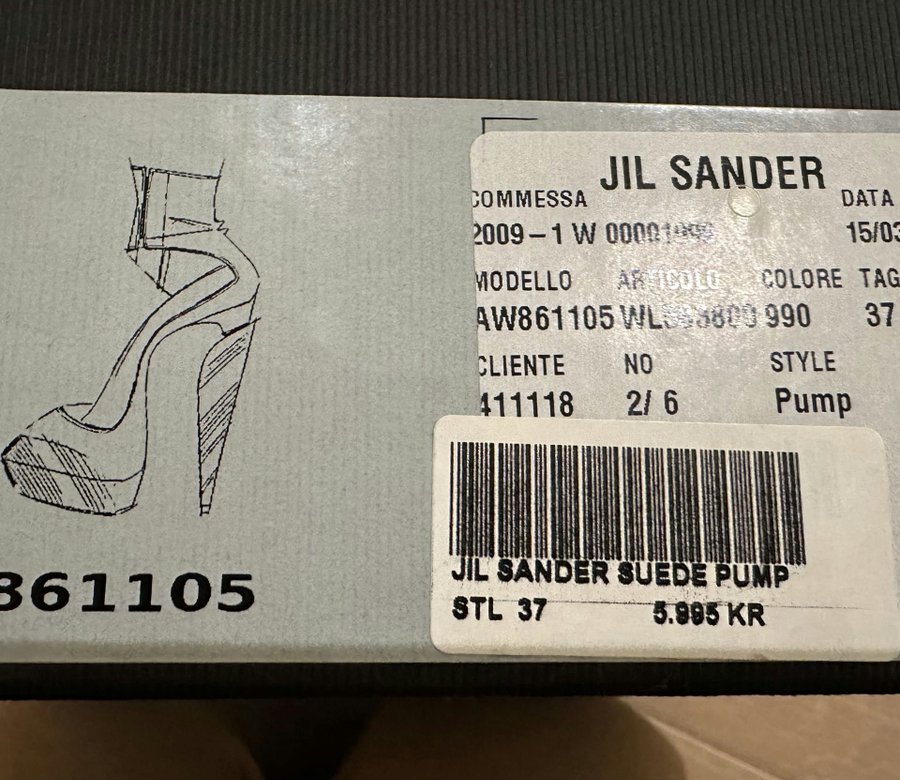 JIL SANDER
COMMESSA DATA
2009-1 W 15/03
MODELLO COLORE TAG
AW861105 990 37
CLIENTE NO STYLE
411118 2/ 6 Pump
JIL SANDER SUEDE PUMP
STL 37 5.995 KR
861105